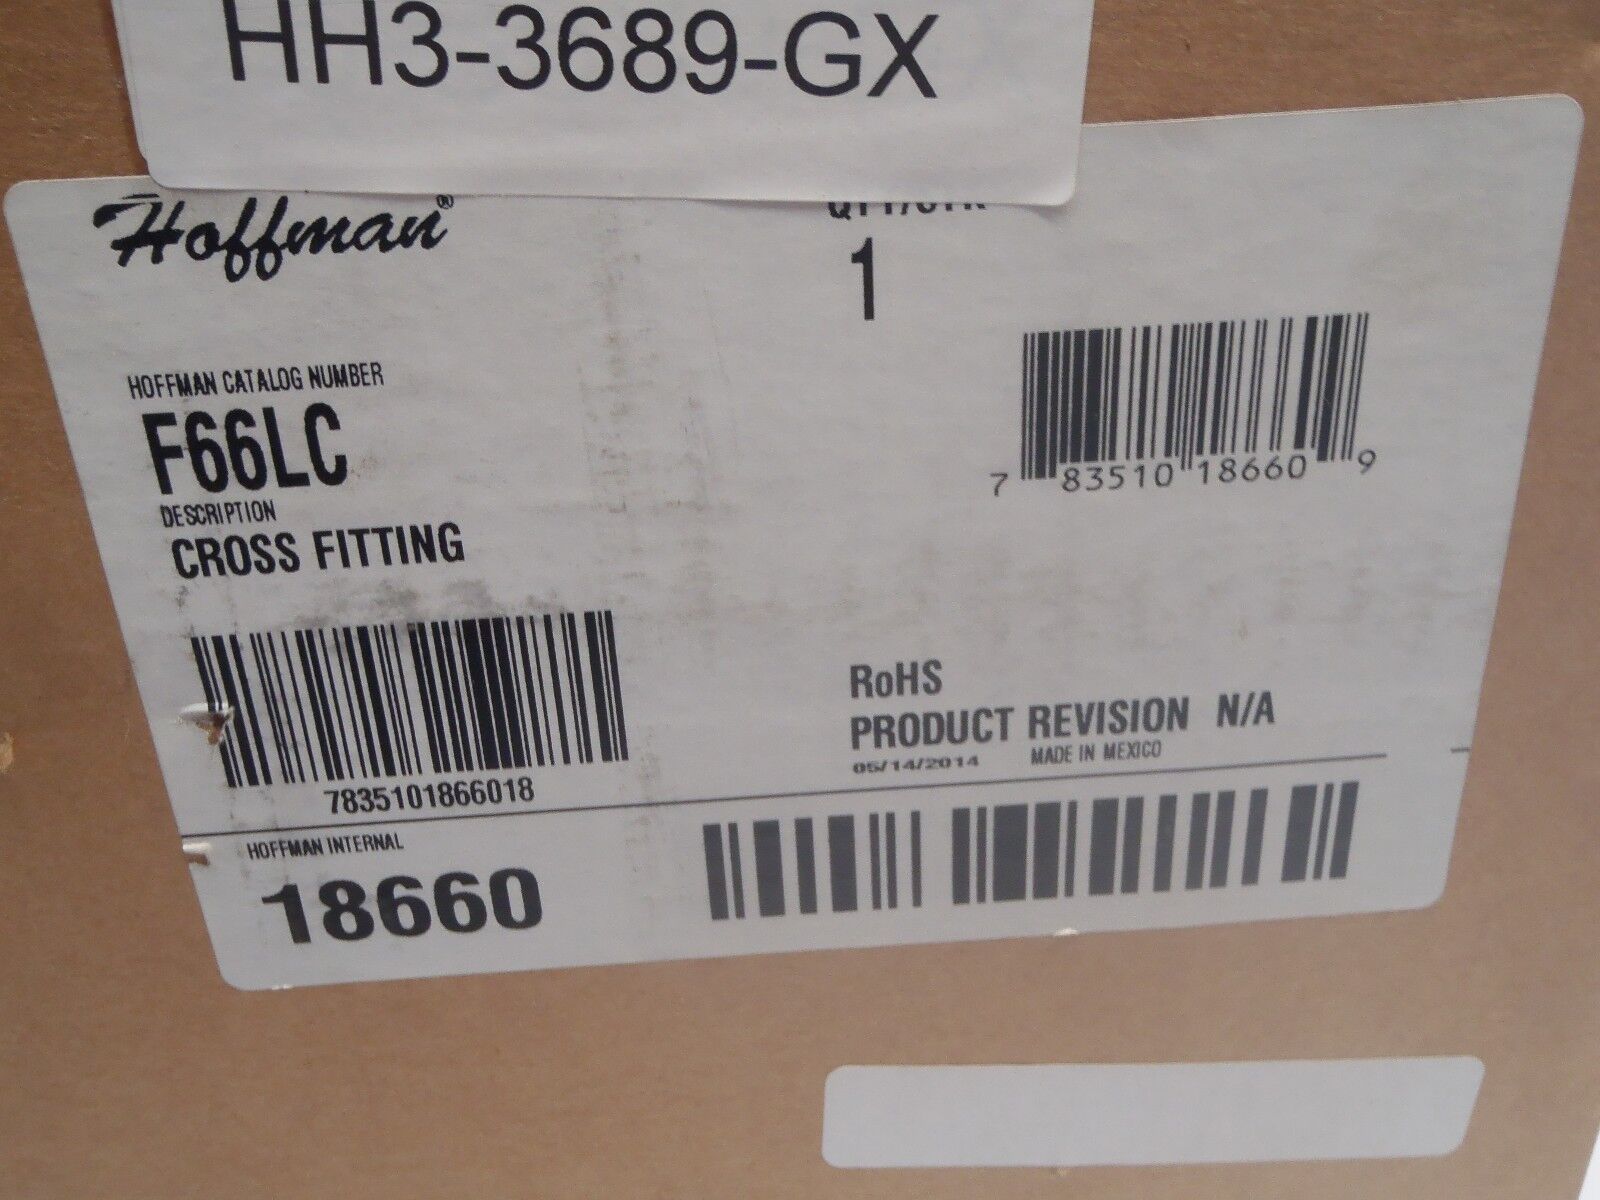 HH3-3689-GX
Hoffman®
1
HOFFMAN CATALOG NUMBER
F66LC
DESCRIPTION
CROSS FITTING
7 83510 18660 9
7835101866018
RoHS
PRODUCT REVISION N/A
05/14/2014 MADE IN MEXICO
HOFFMAN INTERNAL
18660